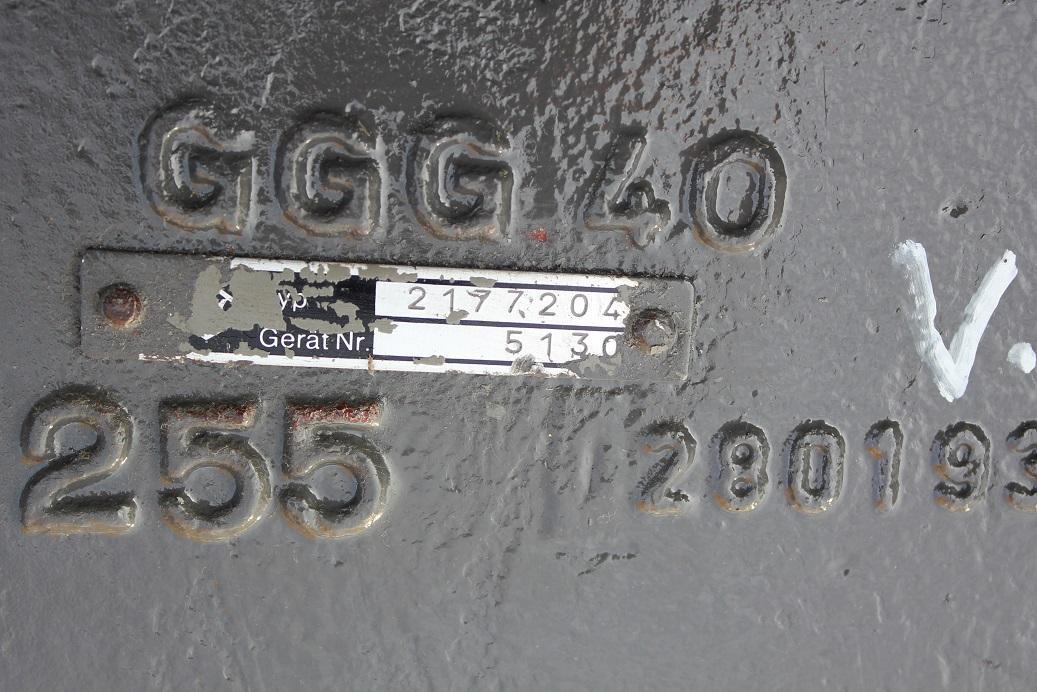 GGG 40
yp 2177204
Gerät Nr. 5130
V.
255 280193